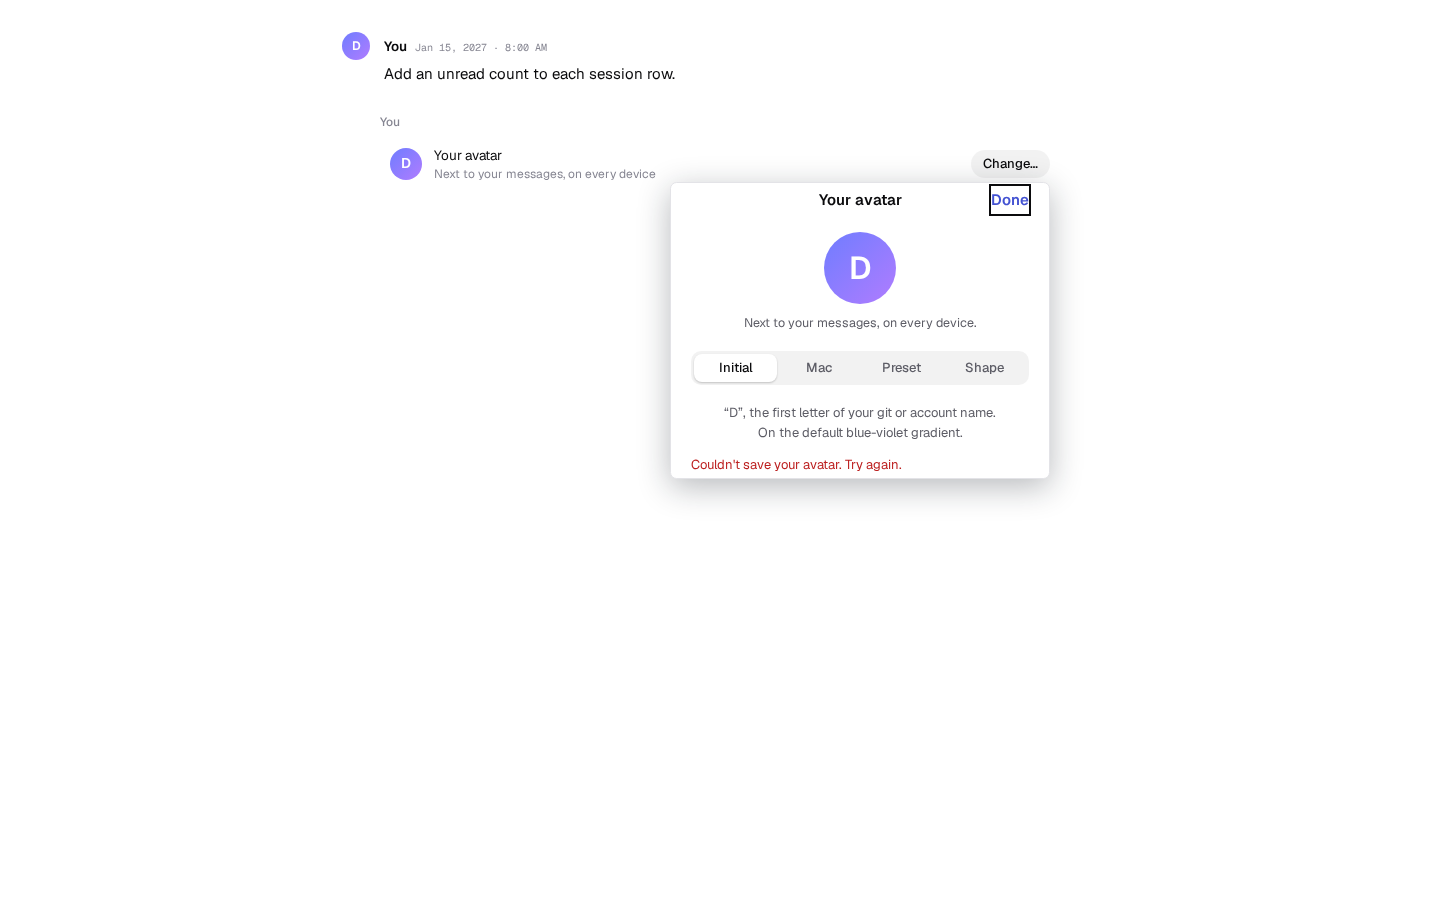 D You Jan 15, 2027 · 8:00 AM
Add an unread count to each session row.
You
D Your avatar
Next to your messages, on every device
Change…
Your avatar Done
D
Next to your messages, on every device.
Initial Mac Preset Shape
“D”, the first letter of your git or account name.
On the default blue-violet gradient.
Couldn't save your avatar. Try again.